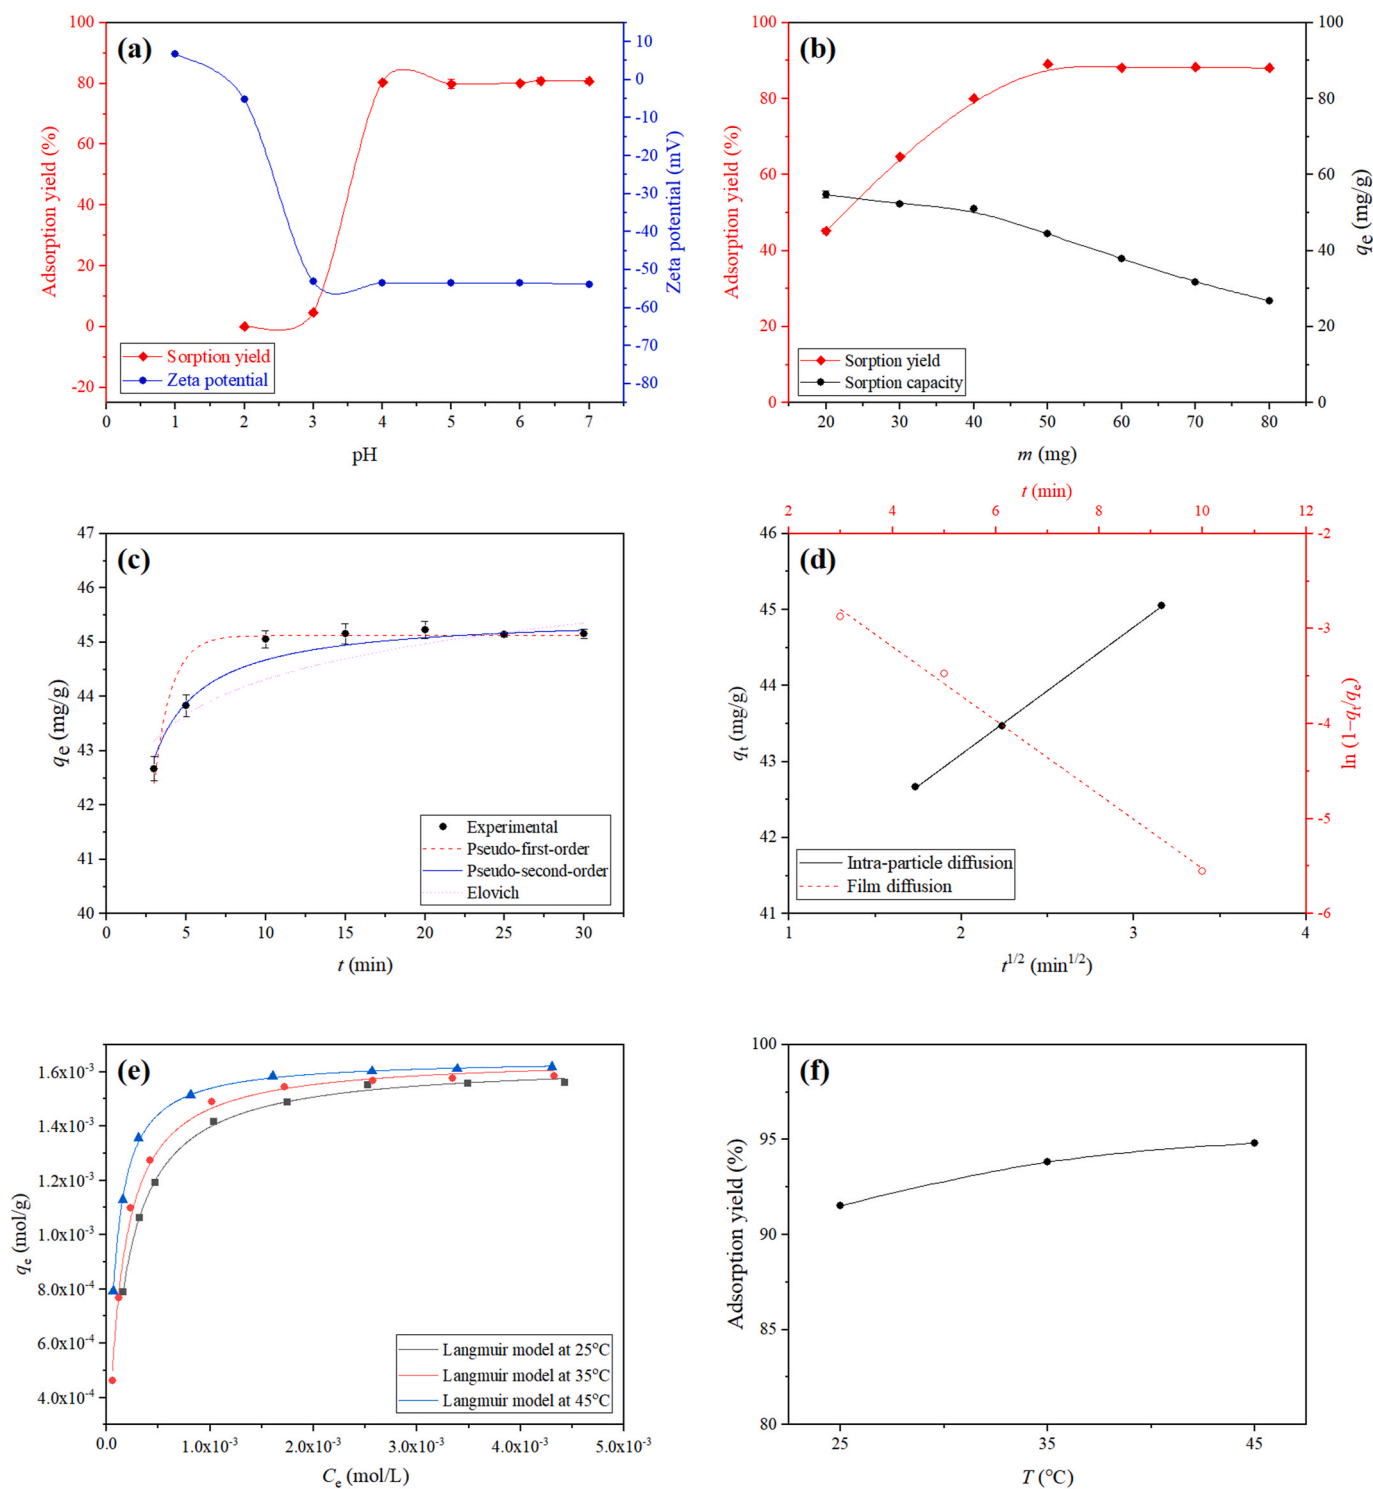 (a)
Adsorption yield (%)
100
80
60
40
20
0
-20
Zeta potential (mV)
10
0
-10
-20
-30
-40
-50
-60
-70
-80
Sorption yield
Zeta potential
0 1 2 3 4 5 6 7
pH
(b)
Adsorption yield (%)
100
80
60
40
20
0
qe (mg/g)
100
80
60
40
20
0
Sorption yield
Sorption capacity
20 30 40 50 60 70 80
m (mg)
(c)
qe (mg/g)
47
46
45
44
43
42
41
40
Experimental
Pseudo-first-order
Pseudo-second-order
Elovich
0 5 10 15 20 25 30
t (min)
t (min)
2 4 6 8 10 12
(d)
qt (mg/g)
46
45
44
43
42
41
ln (1−qt/qe)
-2
-3
-4
-5
-6
Intra-particle diffusion
Film diffusion
1 2 3 4
t1/2 (min1/2)
(e)
qe (mol/g)
1.6x10-3
1.4x10-3
1.2x10-3
1.0x10-3
8.0x10-4
6.0x10-4
4.0x10-4
Langmuir model at 25°C
Langmuir model at 35°C
Langmuir model at 45°C
0.0 1.0x10-3 2.0x10-3 3.0x10-3 4.0x10-3 5.0x10-3
Ce (mol/L)
(f)
Adsorption yield (%)
100
95
90
85
80
25 35 45
T (°C)